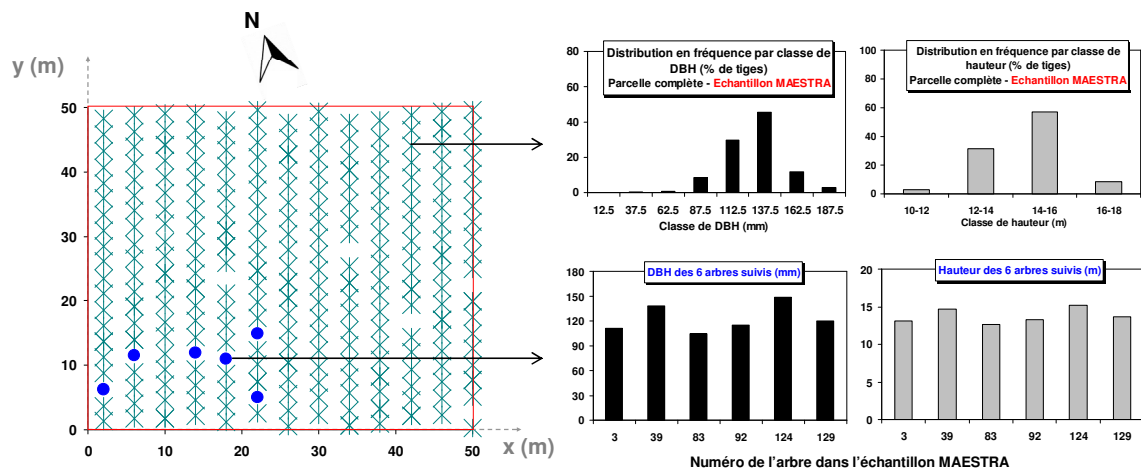 N
y (m)
50
40
30
20
10
0
0
10
20
30
40
50
x (m)
Distribution en fréquence par classe de
DBH (% de tiges)
Parcelle complète - Echantillon MAESTRA
80
60
40
20
0
12.5 37.5 62.5 87.5 112.5 137.5 162.5 187.5
Classe de DBH (mm)
Distribution en fréquence par classe de
hauteur (% de tiges)
Parcelle complète - Echantillon MAESTRA
100
80
60
40
20
0
10-12 12-14 14-16 16-18
Classe de hauteur (m)
DBH des 6 arbres suivis (mm)
180
150
120
90
60
30
0
3 39 83 92 124 129
Hauteur des 6 arbres suivis (m)
20
15
10
5
0
3 39 83 92 124 129
Numéro de l'arbre dans l'échantillon MAESTRA